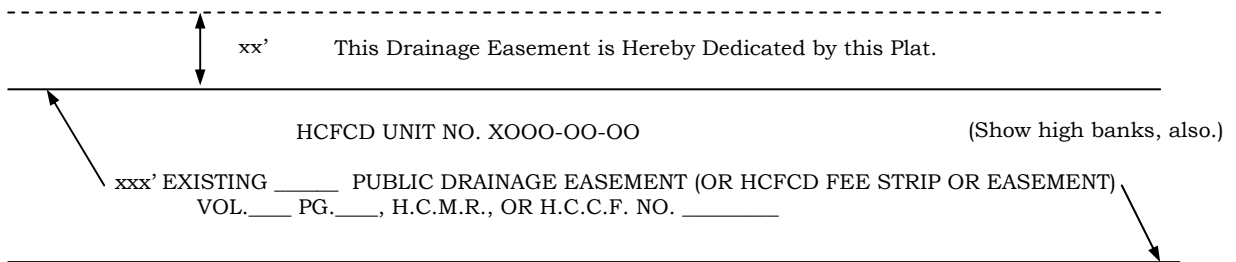 xx’ This Drainage Easement is Hereby Dedicated by this Plat.
HCFCD UNIT NO. XOOO-OO-OO (Show high banks, also.)
xxx’ EXISTING ______ PUBLIC DRAINAGE EASEMENT (OR HCFCD FEE STRIP OR EASEMENT)
VOL.____ PG.____, H.C.M.R., OR H.C.C.F. NO. _________